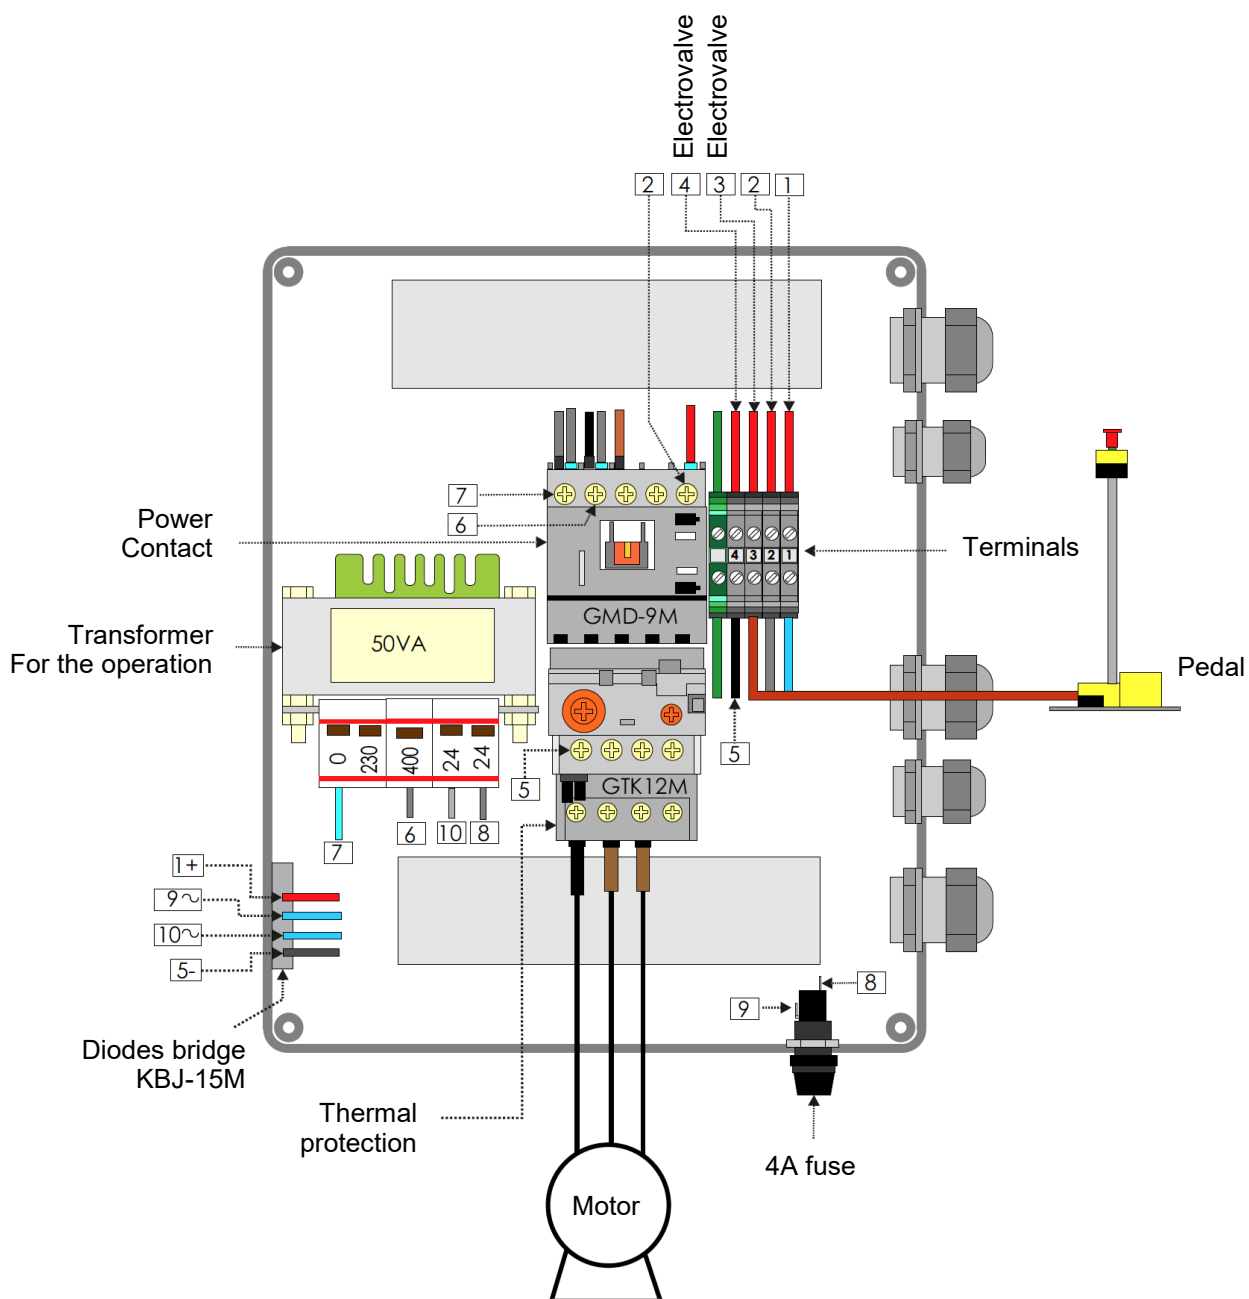 Electrovalve
Electrovalve
2
4
3
2
1
7
6
Power
Contact
4
3
2
1
Terminals
GMD-9M
Transformer
For the operation
50VA
Pedal
0
230
400
24
24
5
5
GTK12M
7
6
10
8
1+
9~
10~
5-
8
9
Diodes bridge
KBJ-15M
Thermal
protection
4A fuse
Motor